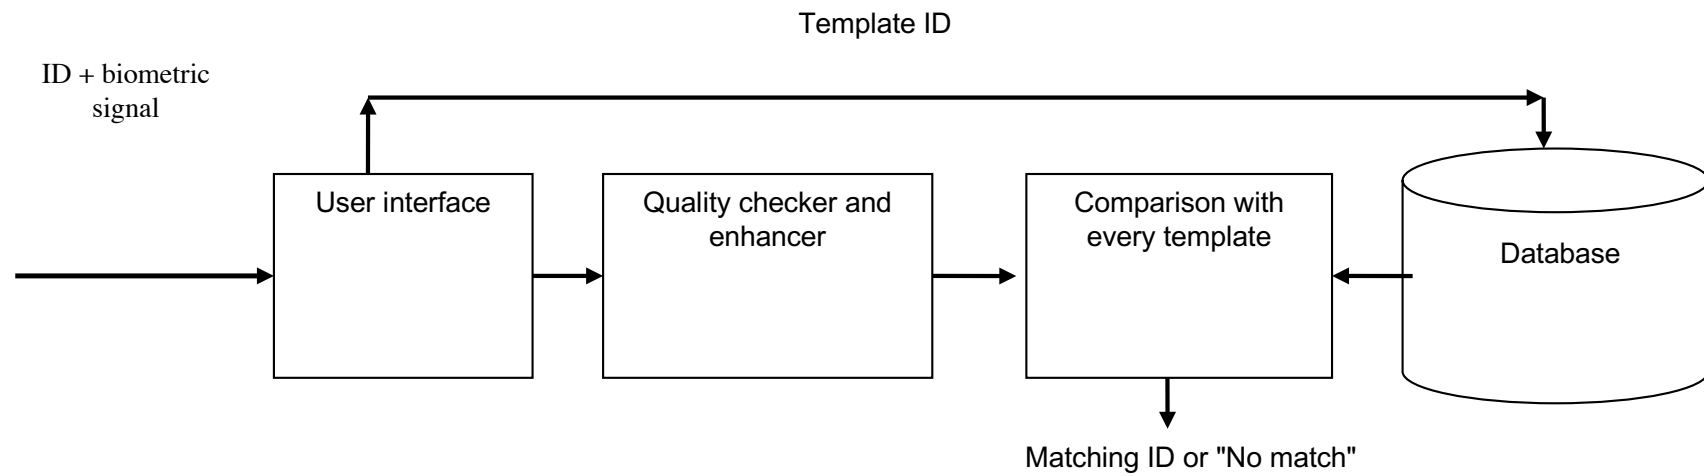 Template ID
ID + biometric
signal
User interface
Quality checker and
enhancer
Comparison with
every template
Database
Matching ID or "No match"